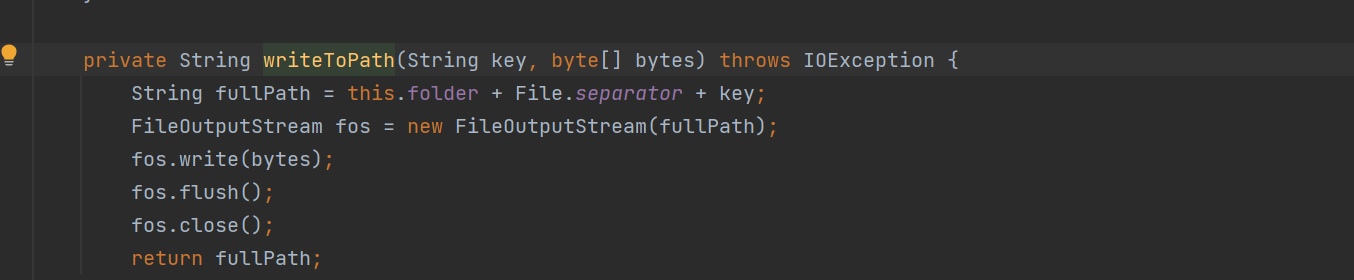 private String writeToPath(String key, byte[] bytes) throws IOException {
String fullPath = this.folder + File.separator + key;
FileOutputStream fos = new FileOutputStream(fullPath);
fos.write(bytes);
fos.flush();
fos.close();
return fullPath;